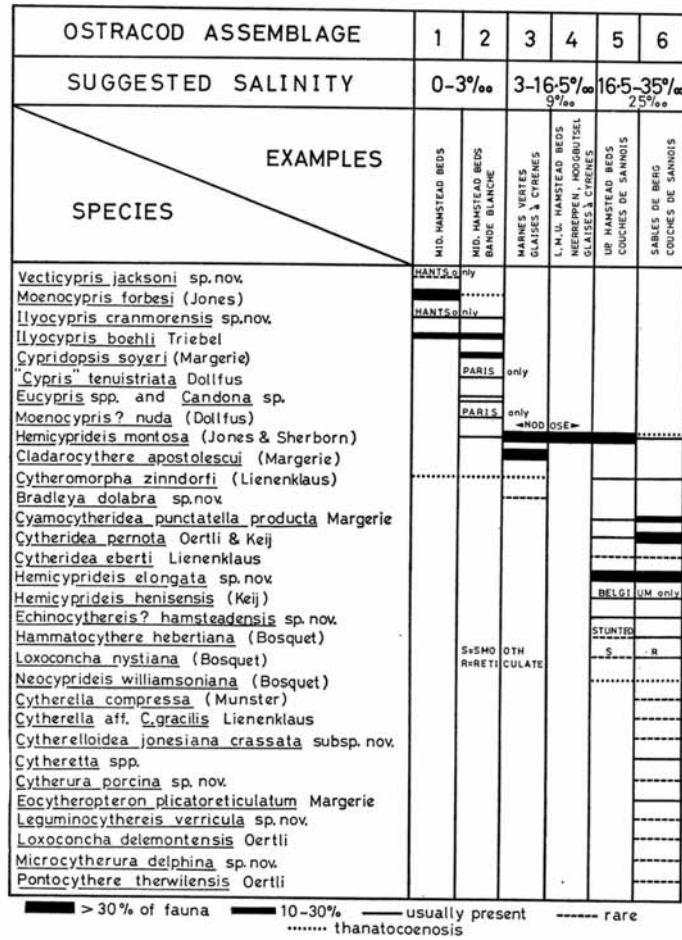 OSTRACOD ASSEMBLAGE 1 2 3 4 5 6
SUGGESTED SALINITY 0-3‰ 3-16·5‰ 16·5-35‰
9‰ 25‰
EXAMPLES
SPECIES
MID. HAMSTEAD BEDS
MID. HAMSTEAD BEDS
BANDE BLANCHE
MARNES VERTES
GLAISES à CYRENES
L.M.U. HAMSTEAD BEDS
NEERREPPEN, HOOGBUTSEL
GLAISES à CYRENES
UP. HAMSTEAD BEDS
COUCHES DE SANNOIS
SABLES DE BERG
COUCHES DE SANNOIS
Vecticypris jacksoni sp.nov. HANTS only
Moenocypris forbesi (Jones)
Ilyocypris cranmorensis sp.nov. HANTS only
Ilyocypris boehli Triebel
Cypridopsis soyeri (Margerie)
"Cypris" tenuistriata Dollfus PARIS only
Eucypris spp. and Candona sp.
Moenocypris? nuda (Dollfus) PARIS only
◄NODOSE►
Hemicyprideis montosa (Jones & Sherborn)
Cladarocythere apostolescui (Margerie)
Cytheromorpha zinndorfi (Lienenklaus)
Bradleya dolabra sp.nov.
Cyamocytheridea punctatella producta Margerie
Cytheridea pernota Oertli & Keij
Cytheridea eberti Lienenklaus
Hemicyprideis elongata sp. nov.
Hemicyprideis henisensis (Keij) BELGIUM only
Echinocythereis? hamsteadensis sp. nov.
Hammatocythere hebertiana (Bosquet) STUNTED
Loxoconcha nystiana (Bosquet) S=SMOOTH S R
R=RETICULATE
Neocyprideis williamsoniana (Bosquet)
Cytherella compressa (Munster)
Cytherella aff. C.gracilis Lienenklaus
Cytherelloidea jonesiana crassata subsp. nov.
Cytheretta spp.
Cytherura porcina sp. nov.
Eocytheropteron plicatoreticulatum Margerie
Leguminocythereis verricula sp. nov.
Loxoconcha delemontensis Oertli
Microcytherura delphina sp. nov.
Pontocythere therwilensis Oertli
> 30% of fauna 10-30% usually present rare
thanatocoenosis